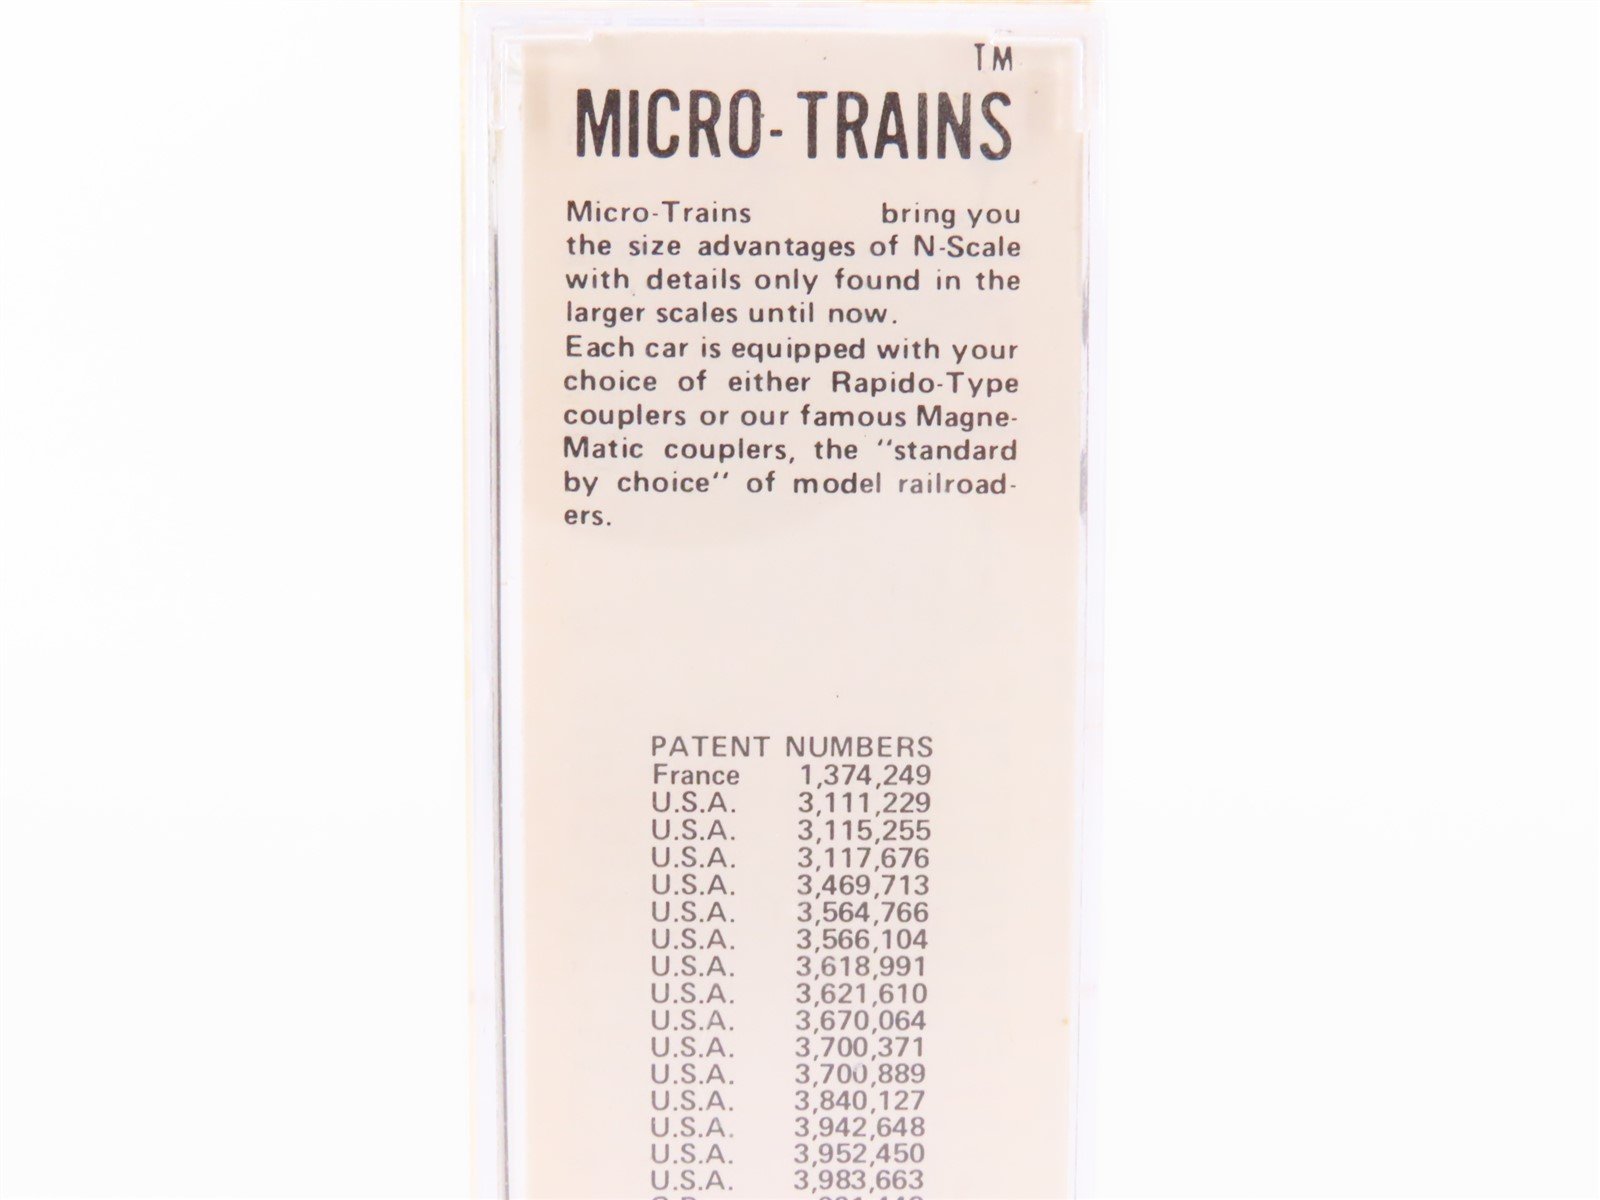 TM
MICRO-TRAINS
Micro-Trains bring you
the size advantages of N-Scale
with details only found in the
larger scales until now.
Each car is equipped with your
choice of either Rapido-Type
couplers or our famous Magne-
Matic couplers, the "standard
by choice" of model railroad-
ers.
PATENT NUMBERS
France 1,374,249
U.S.A. 3,111,229
U.S.A. 3,115,255
U.S.A. 3,117,676
U.S.A. 3,469,713
U.S.A. 3,564,766
U.S.A. 3,566,104
U.S.A. 3,618,991
U.S.A. 3,621,610
U.S.A. 3,670,064
U.S.A. 3,700,371
U.S.A. 3,700,889
U.S.A. 3,840,127
U.S.A. 3,942,648
U.S.A. 3,952,450
U.S.A. 3,983,663